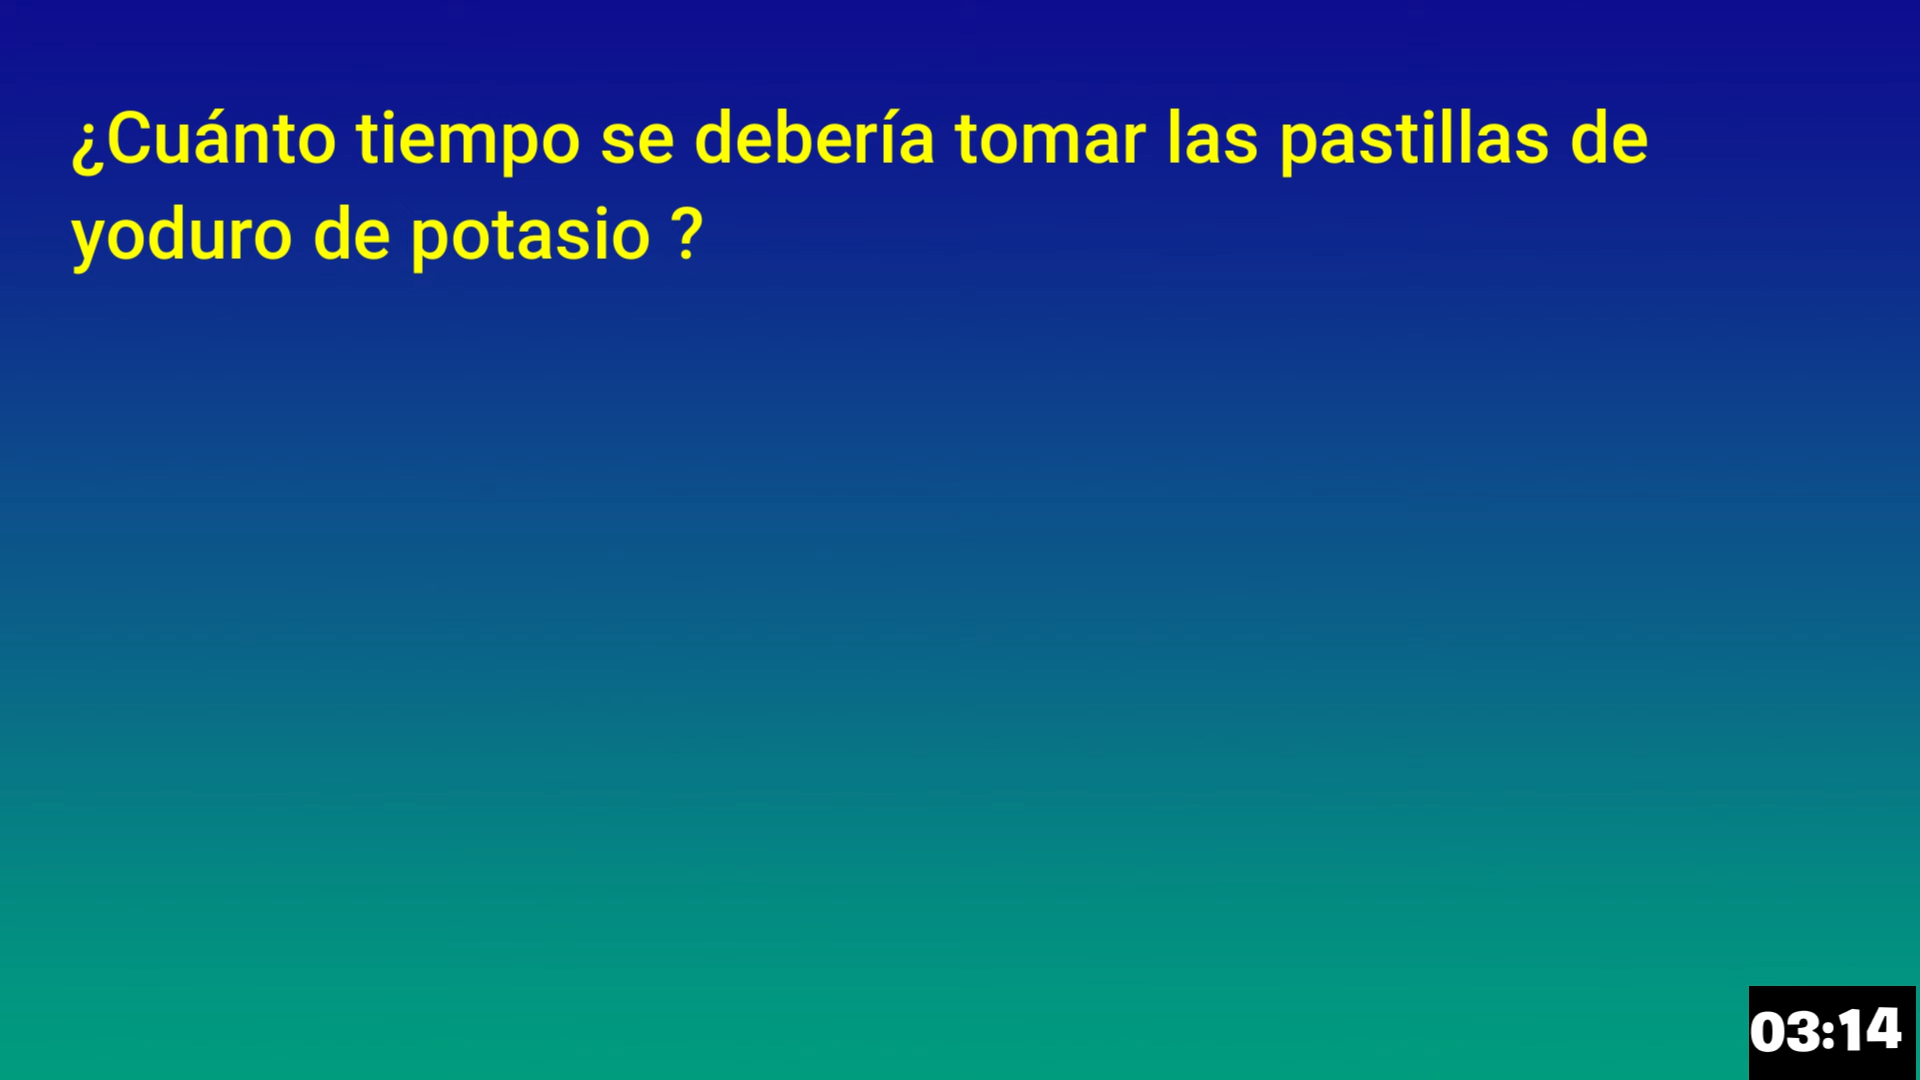 ¿Cuánto tiempo se debería tomar las pastillas de
yoduro de potasio ?
03:14